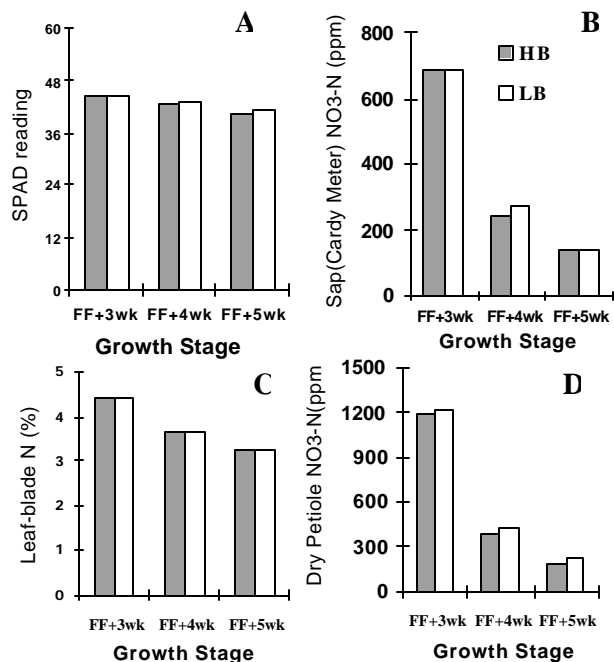 A
SPAD reading
60
48
36
24
12
0
FF+3wk FF+4wk FF+5wk
Growth Stage
B
Sap(Cardy Meter) NO3-N (ppm)
800
600
400
200
0
HB
LB
FF+3wk FF+4wk FF+5wk
Growth Stage
C
Leaf-blade N (%)
5
4
3
2
1
0
FF+3wk FF+4wk FF+5wk
Growth Stage
D
Dry Petiole NO3-N(ppm
1500
1200
900
600
300
0
FF+3wk FF+4wk FF+5wk
Growth Stage